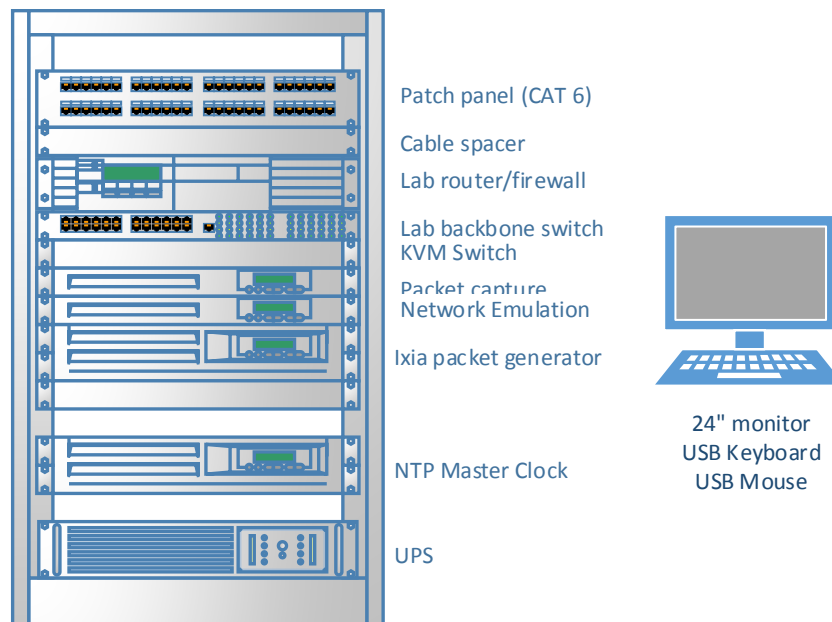 Patch panel (CAT 6)
Cable spacer
Lab router/firewall
Lab backbone switch
KVM Switch
Packet capture
Network Emulation
Ixia packet generator
NTP Master Clock
UPS
24" monitor
USB Keyboard
USB Mouse